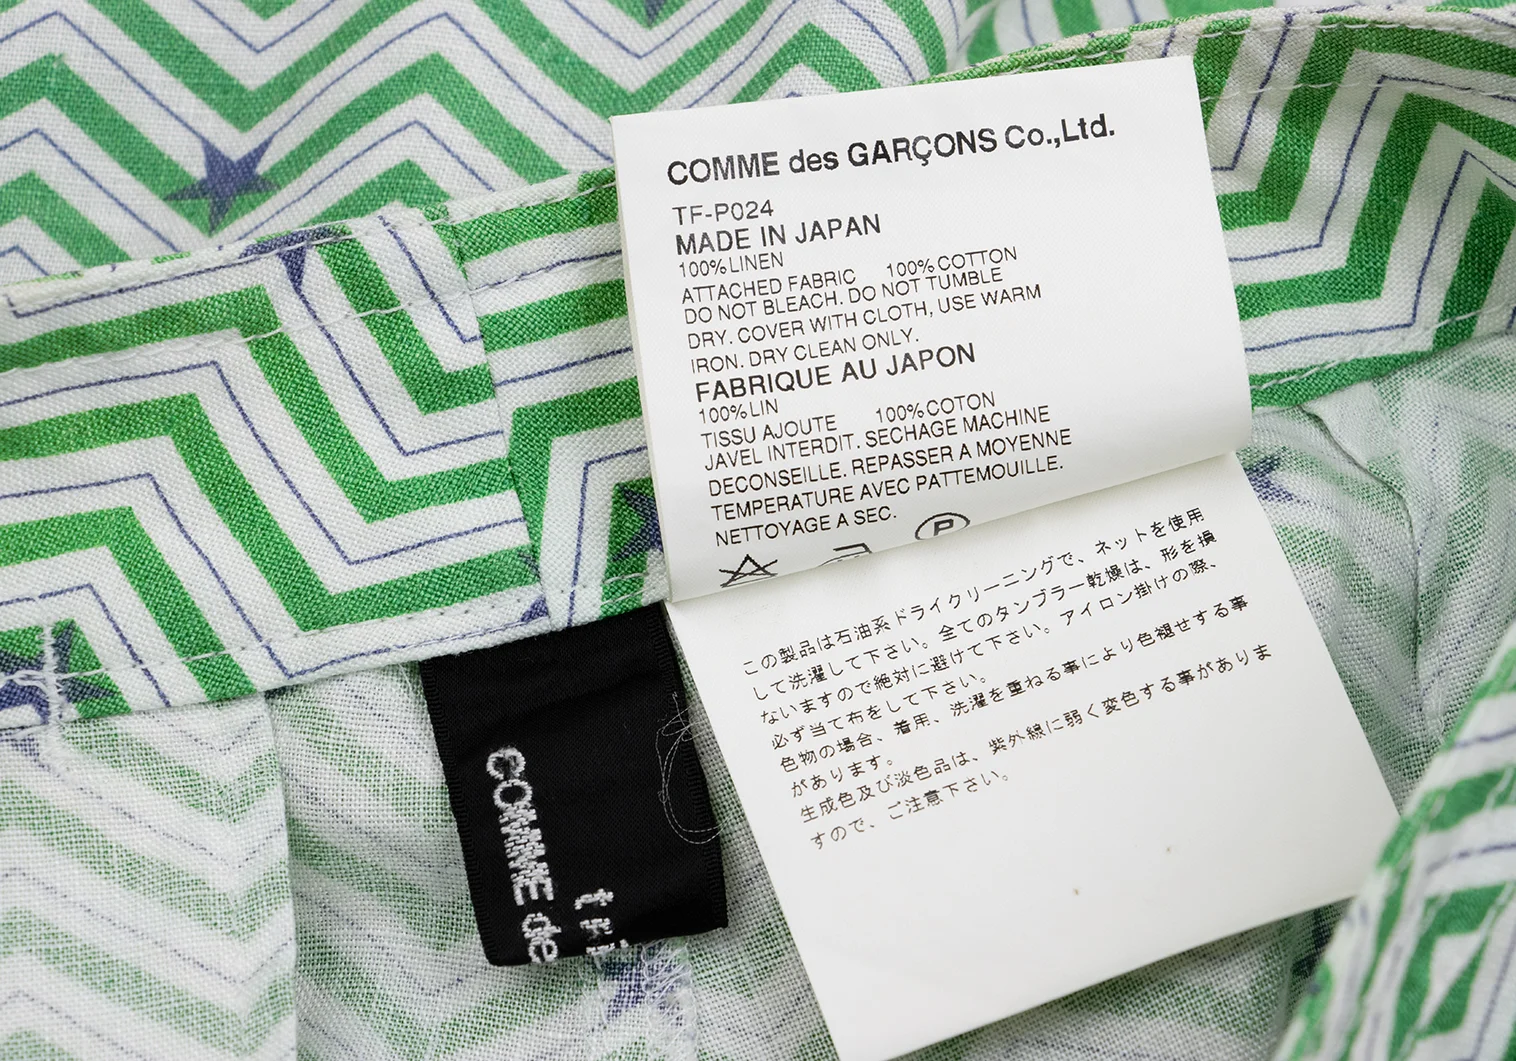 COMME des GARÇONS Co.,Ltd.
TF-P024
MADE IN JAPAN
100%LINEN
ATTACHED FABRIC 100%COTTON
DO NOT BLEACH. DO NOT TUMBLE
DRY. COVER WITH CLOTH, USE WARM
IRON. DRY CLEAN ONLY.
FABRIQUE AU JAPON
100%LIN
TISSU AJOUTE 100%COTON
JAVEL INTERDIT. SECHAGE MACHINE
DECONSEILLE. REPASSER A MOYENNE
TEMPERATURE AVEC PATTEMOUILLE.
NETTOYAGE A SEC.
P
この製品は石油系ドライクリーニングで、ネットを使用
して洗濯して下さい。全てのタンブラー乾燥は、形を損
ないますので絶対に避けて下さい。アイロン掛けの際、
必ず当て布をして下さい。
色物の場合、着用、洗濯を重ねる事により色褪せする事
があります。
生成色及び淡色品は、紫外線に弱く変色する事がありま
すので、ご注意下さい。
COMME de